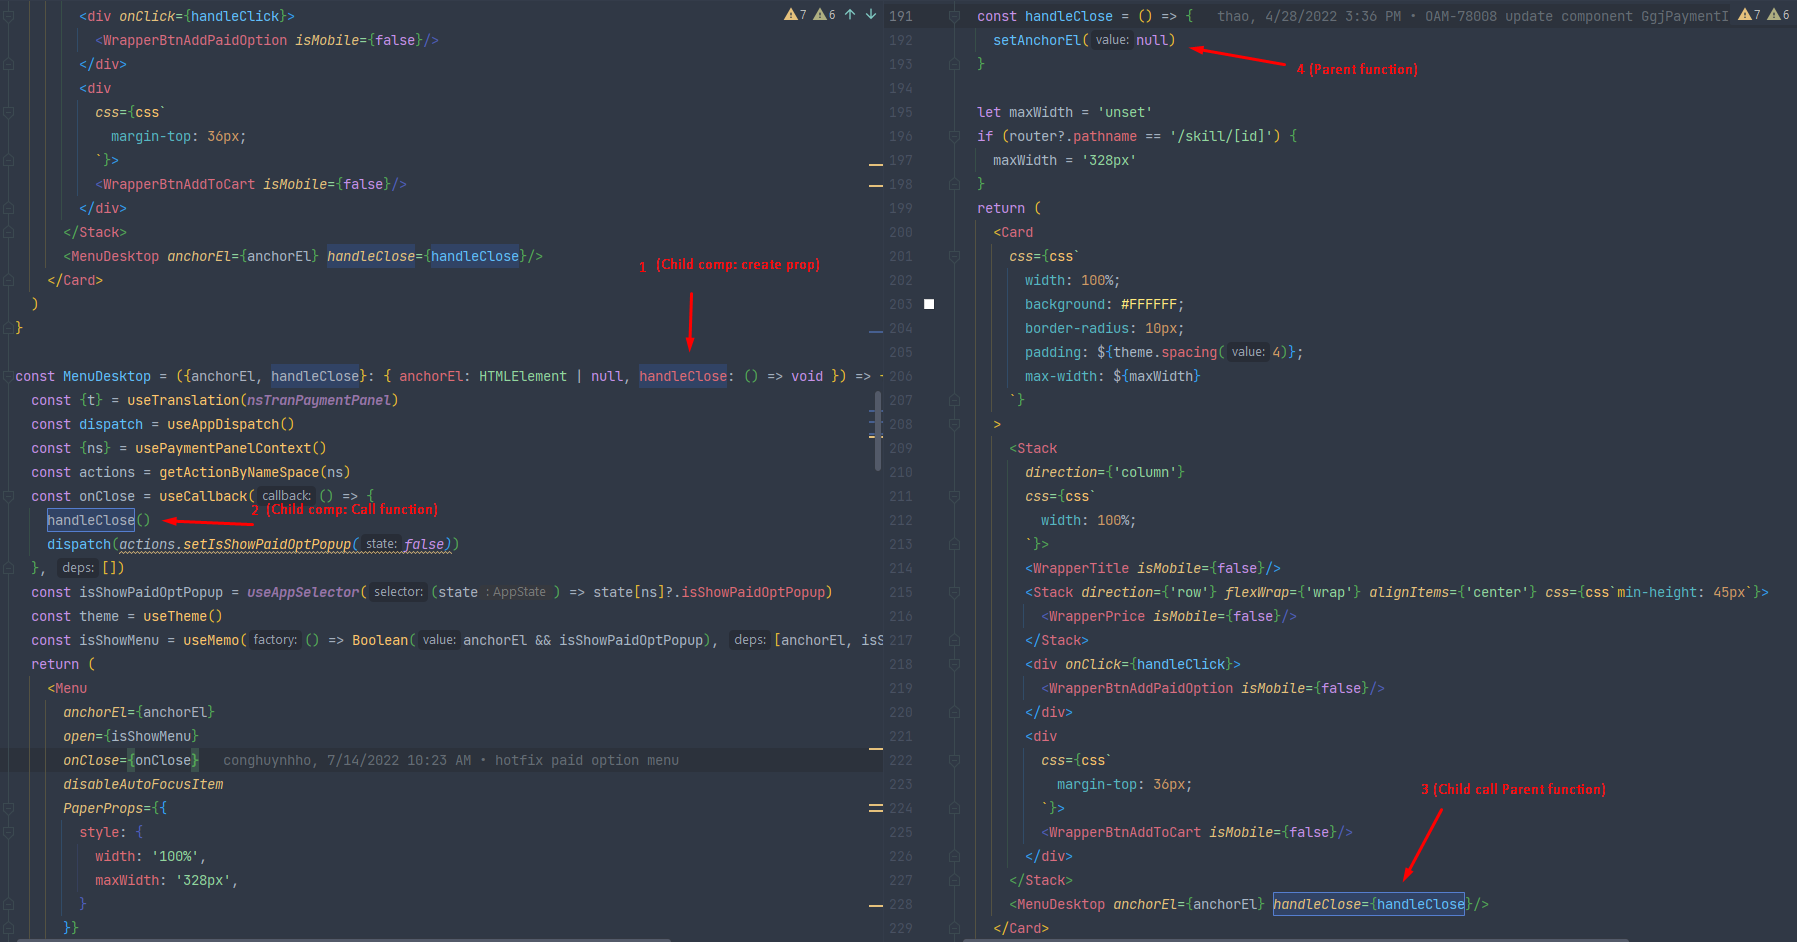 <div onClick={handleClick}>
<WrapperBtnAddPaidOption isMobile={false}/>
</div>
<div
css={css`
margin-top: 36px;
`}>
<WrapperBtnAddToCart isMobile={false}/>
</div>
</Stack>
<MenuDesktop anchorEl={anchorEl} handleClose={handleClose}/>
</Card>
)
}
7 6
1 (Child comp: create prop)
const MenuDesktop = ({anchorEl, handleClose}: { anchorEl: HTMLElement | null, handleClose: () => void }) =>
const {t} = useTranslation(nsTranPaymentPanel)
const dispatch = useAppDispatch()
const {ns} = usePaymentPanelContext()
const actions = getActionByNameSpace(ns)
const onClose = useCallback( callback: () => {
2 (Child comp: Call function)
handleClose()
dispatch(actions.setIsShowPaidOptPopup( state: false))
}, deps: [])
const isShowPaidOptPopup = useAppSelector( selector: (state : AppState ) => state[ns]?.isShowPaidOptPopup)
const theme = useTheme()
const isShowMenu = useMemo( factory: () => Boolean( value: anchorEl && isShowPaidOptPopup), deps: [anchorEl, isS
return (
<Menu
anchorEl={anchorEl}
open={isShowMenu}
onClose={onClose} conghuynhho, 7/14/2022 10:23 AM • hotfix paid option menu
disableAutoFocusItem
PaperProps={{
style: {
width: '100%',
maxWidth: '328px',
}
}}
191 const handleClose = () => { thao, 4/28/2022 3:36 PM • OAM-78008 update component GgjPaymentI 7 6
192 setAnchorEl( value: null)
4 (Parent function)
193 }
194
195 let maxWidth = 'unset'
196 if (router?.pathname == '/skill/[id]') {
197 maxWidth = '328px'
198 }
199 return (
200 <Card
201 css={css`
202 width: 100%;
203 background: #FFFFFF;
204 border-radius: 10px;
205 padding: ${theme.spacing( value: 4)};
206 max-width: ${maxWidth}
207 `}
208 >
209 <Stack
210 direction={'column'}
211 css={css`
212 width: 100%;
213 `}>
214 <WrapperTitle isMobile={false}/>
215 <Stack direction={'row'} flexWrap={'wrap'} alignItems={'center'} css={css`min-height: 45px`}>
216 <WrapperPrice isMobile={false}/>
217 </Stack>
218 <div onClick={handleClick}>
219 <WrapperBtnAddPaidOption isMobile={false}/>
220 </div>
221 <div
222 css={css`
223 margin-top: 36px;
3 (Child call Parent function)
224 `}>
225 <WrapperBtnAddToCart isMobile={false}/>
226 </div>
227 </Stack>
228 <MenuDesktop anchorEl={anchorEl} handleClose={handleClose}/>
229 </Card>